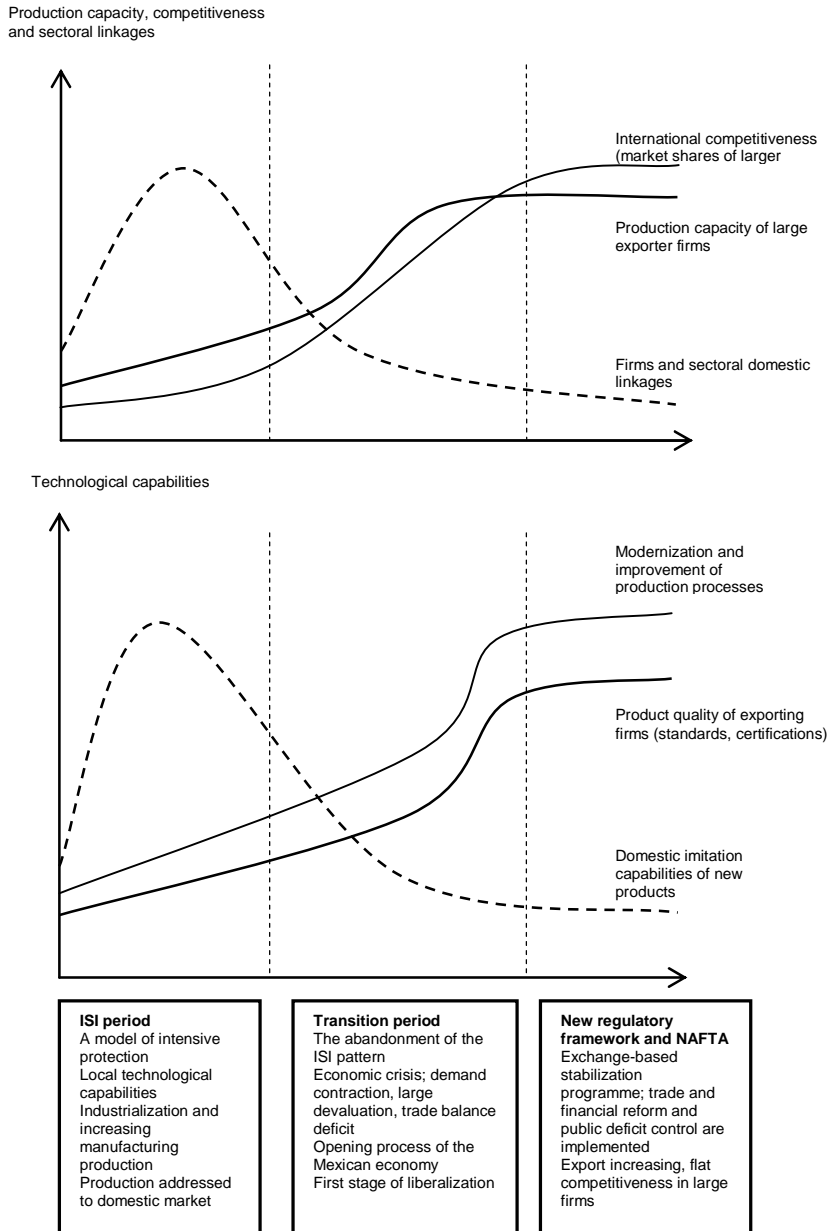 Production capacity, competitiveness
and sectoral linkages
International competitiveness
(market shares of larger
Production capacity of large
exporter firms
Firms and sectoral domestic
linkages
Technological capabilities
Modernization and
improvement of
production processes
Product quality of exporting
firms (standards, certifications)
Domestic imitation
capabilities of new
products
ISI period
A model of intensive
protection
Local technological
capabilities
Industrialization and
increasing
manufacturing
production
Production addressed
to domestic market
Transition period
The abandonment of the
ISI pattern
Economic crisis; demand
contraction, large
devaluation, trade balance
deficit
Opening process of the
Mexican economy
First stage of liberalization
New regulatory
framework and NAFTA
Exchange-based
stabilization
programme; trade and
financial reform and
public deficit control are
implemented
Export increasing, flat
competitiveness in large
firms